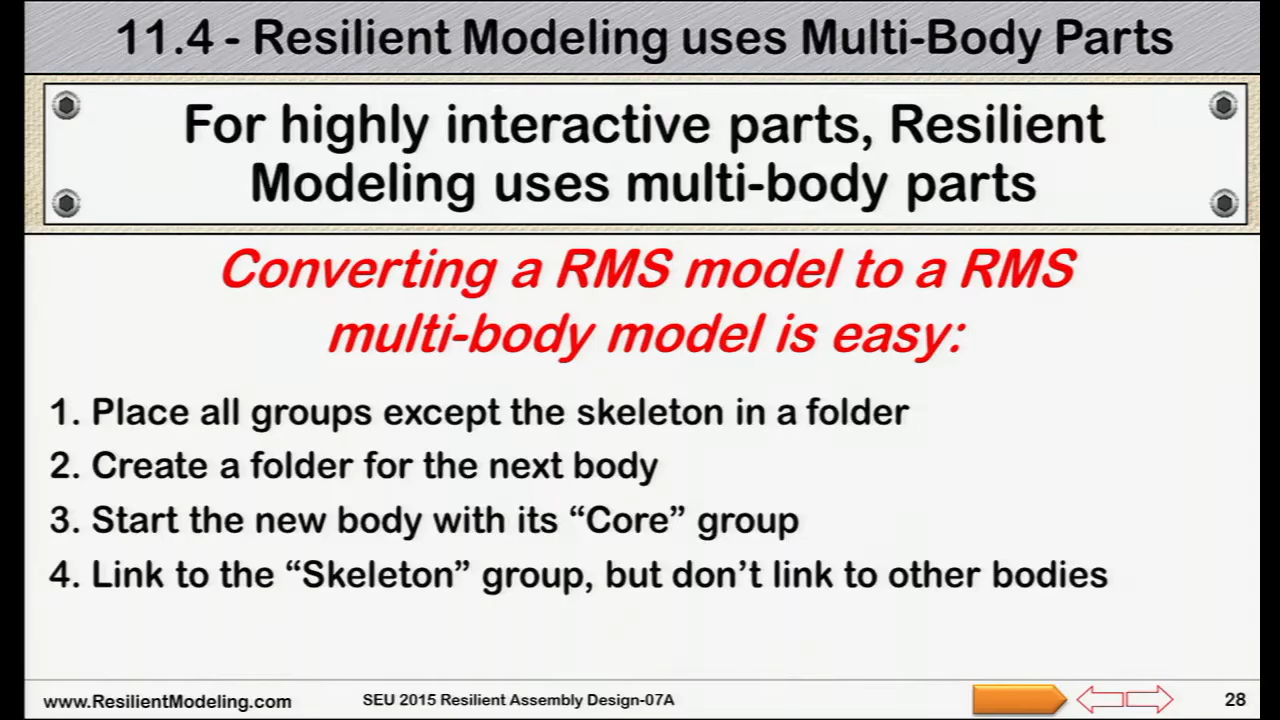 11.4 - Resilient Modeling uses Multi-Body Parts
For highly interactive parts, Resilient
Modeling uses multi-body parts
Converting a RMS model to a RMS
multi-body model is easy:
1. Place all groups except the skeleton in a folder
2. Create a folder for the next body
3. Start the new body with its “Core” group
4. Link to the “Skeleton” group, but don’t link to other bodies
www.ResilientModeling.com
SEU 2015 Resilient Assembly Design-07A
28